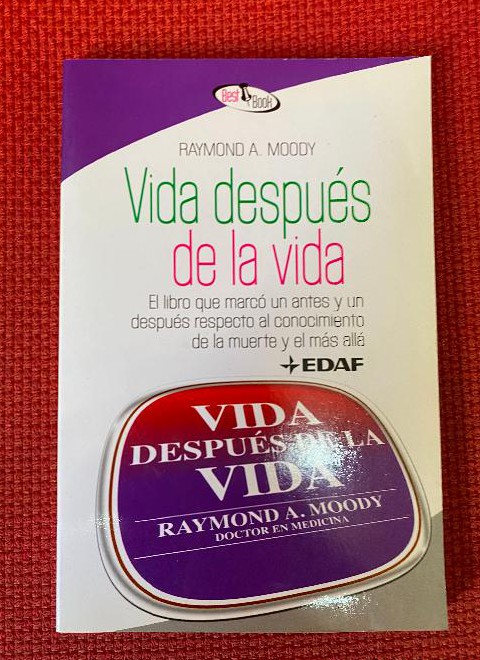 Best Book
RAYMOND A. MOODY
Vida después
de la vida
El libro que marcó un antes y un
después respecto al conocimiento
de la muerte y el más allá
EDAF
VIDA
DESPUÉS DE LA
VIDA
RAYMOND A. MOODY
DOCTOR EN MEDICINA